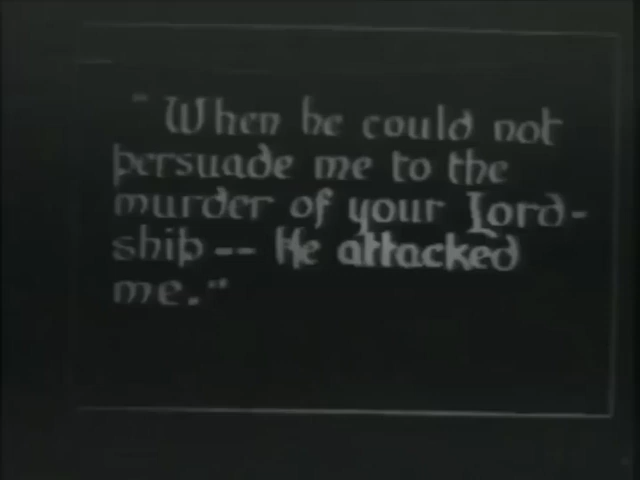 "When he could not
persuade me to the
murder of your Lord-
ship -- He attacked
me."